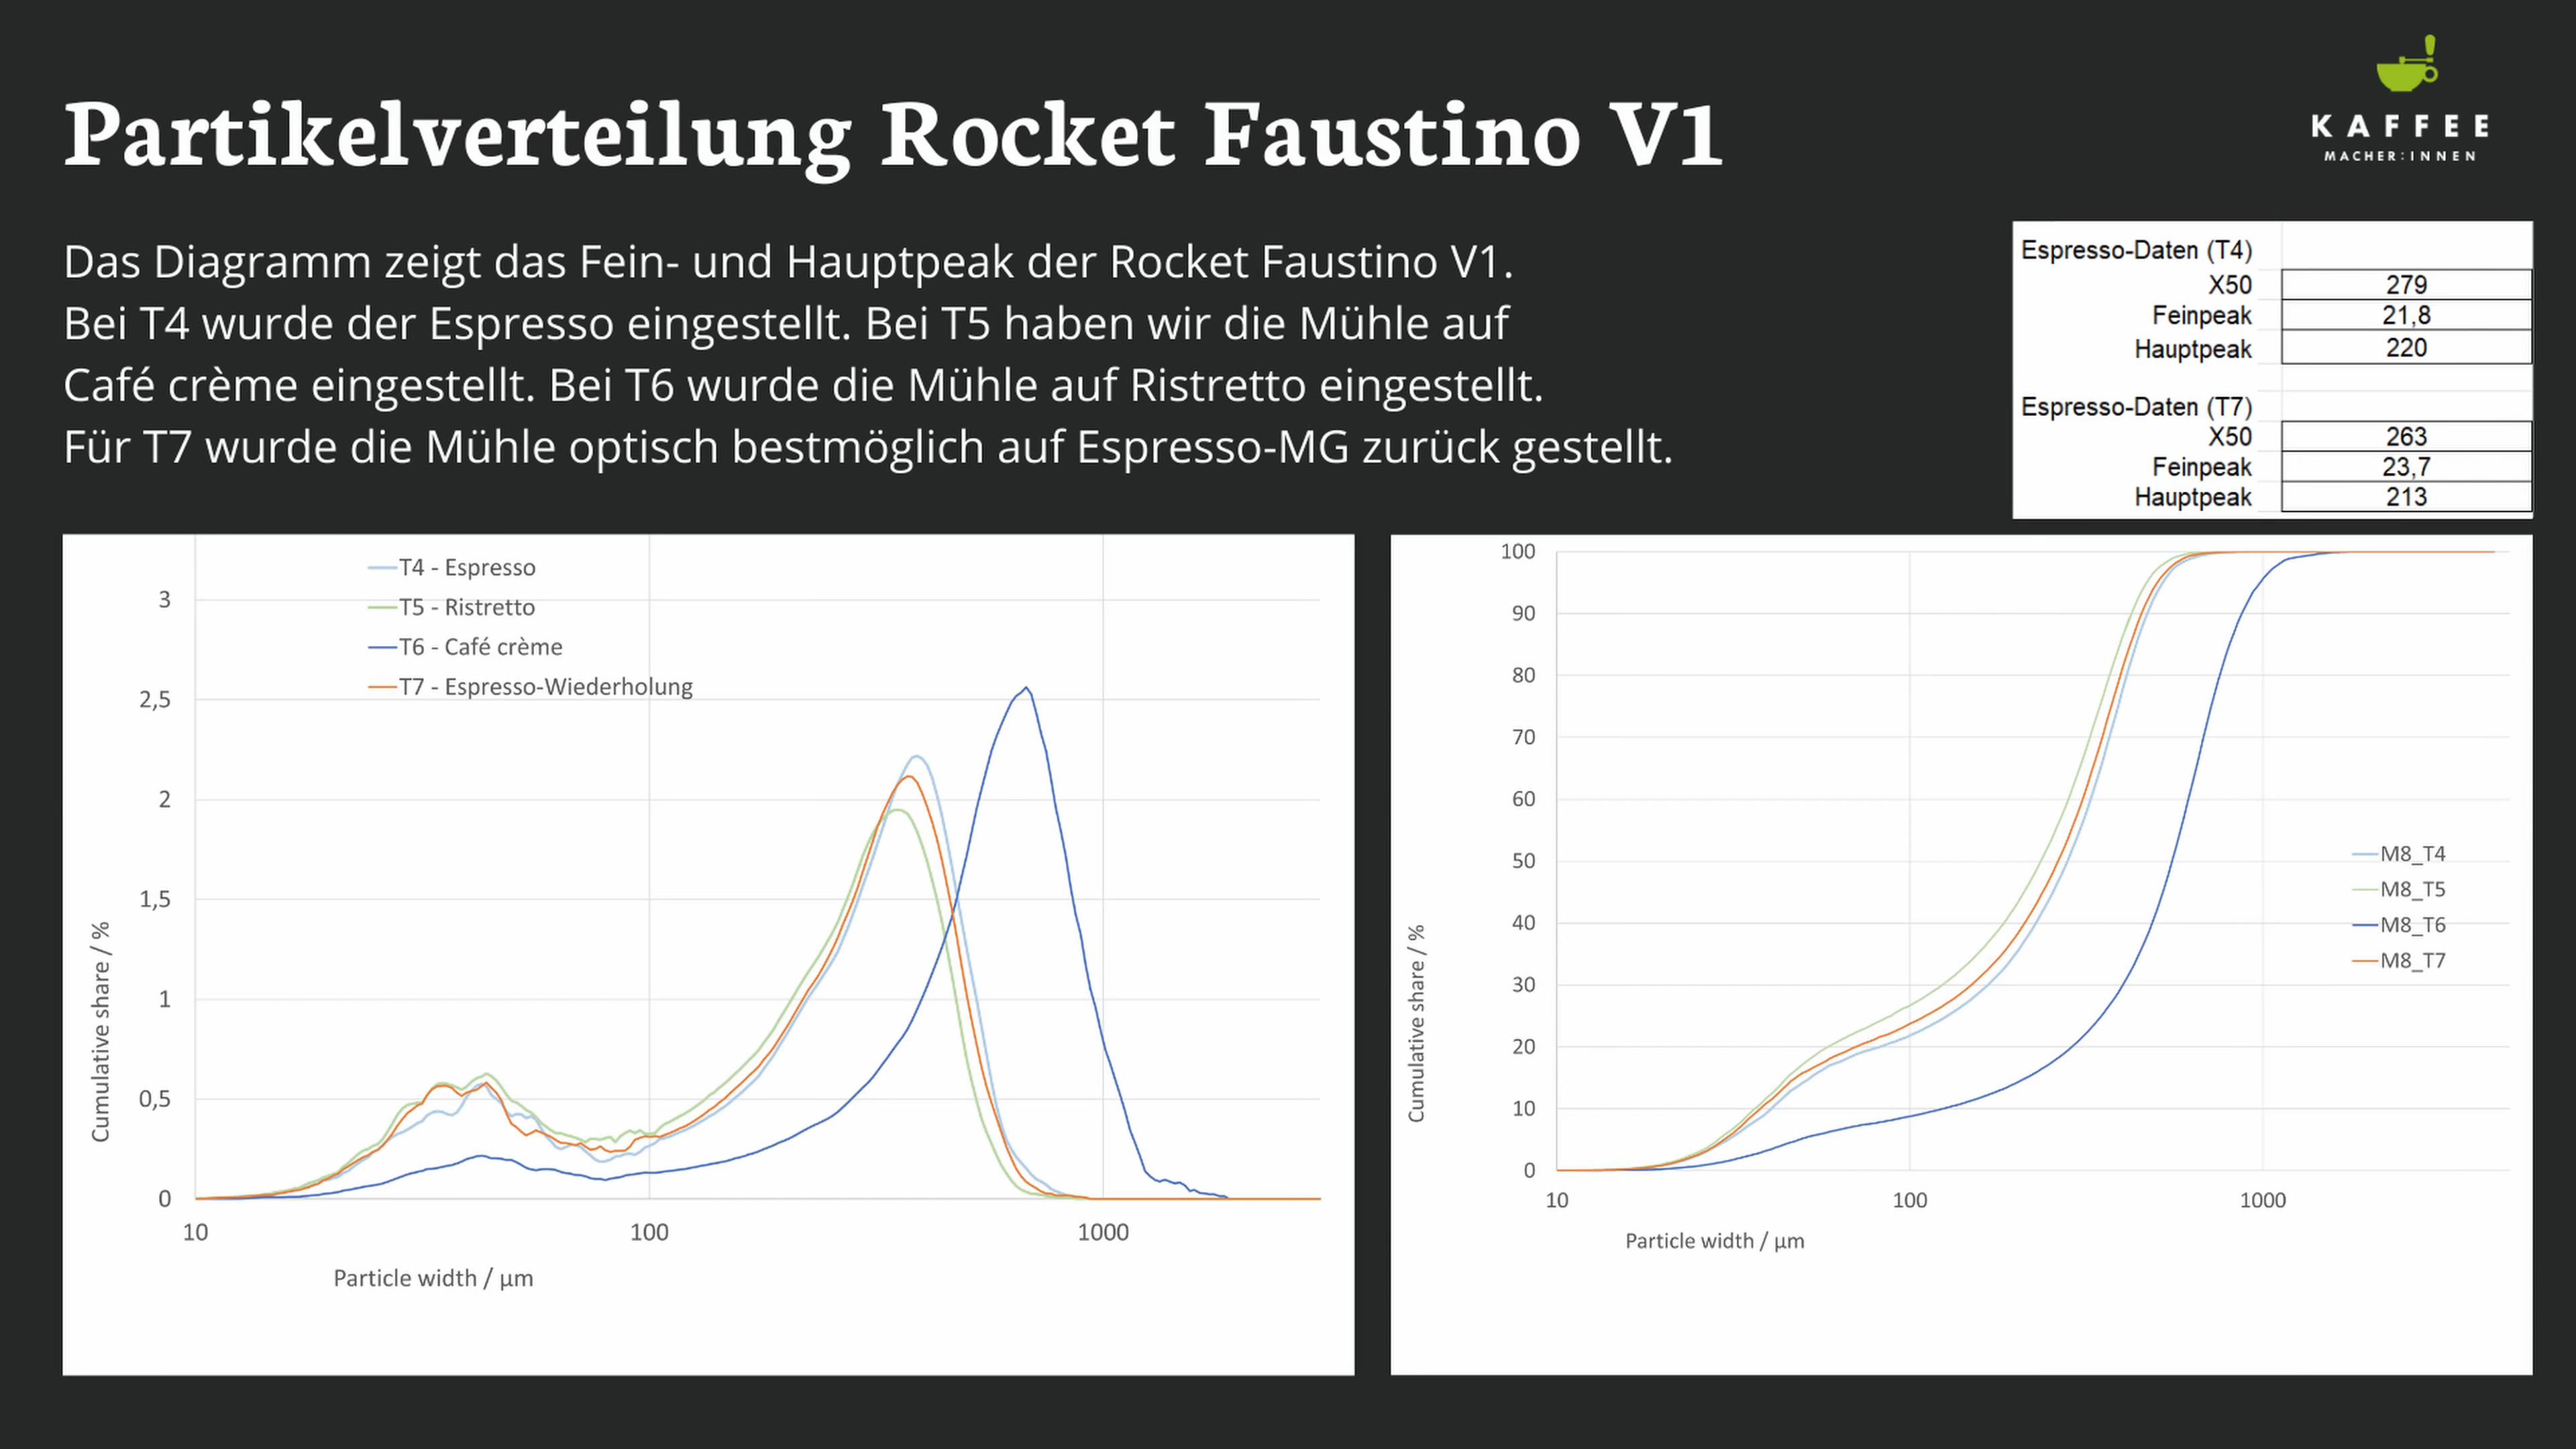 KAFFEE
MACHER:INNEN
Partikelverteilung Rocket Faustino V1
Das Diagramm zeigt das Fein- und Hauptpeak der Rocket Faustino V1.
Bei T4 wurde der Espresso eingestellt. Bei T5 haben wir die Mühle auf
Café crème eingestellt. Bei T6 wurde die Mühle auf Ristretto eingestellt.
Für T7 wurde die Mühle optisch bestmöglich auf Espresso-MG zurück gestellt.
Espresso-Daten (T4)
X50 279
Feinpeak 21,8
Hauptpeak 220
Espresso-Daten (T7)
X50 263
Feinpeak 23,7
Hauptpeak 213
T4 - Espresso
T5 - Ristretto
T6 - Café crème
T7 - Espresso-Wiederholung
3
2,5
2
1,5
1
0,5
0
Cumulative share / %
10 100 1000
Particle width / µm
100
90
80
70
60
50
40
30
20
10
0
Cumulative share / %
M8_T4
M8_T5
M8_T6
M8_T7
10 100 1000
Particle width / µm